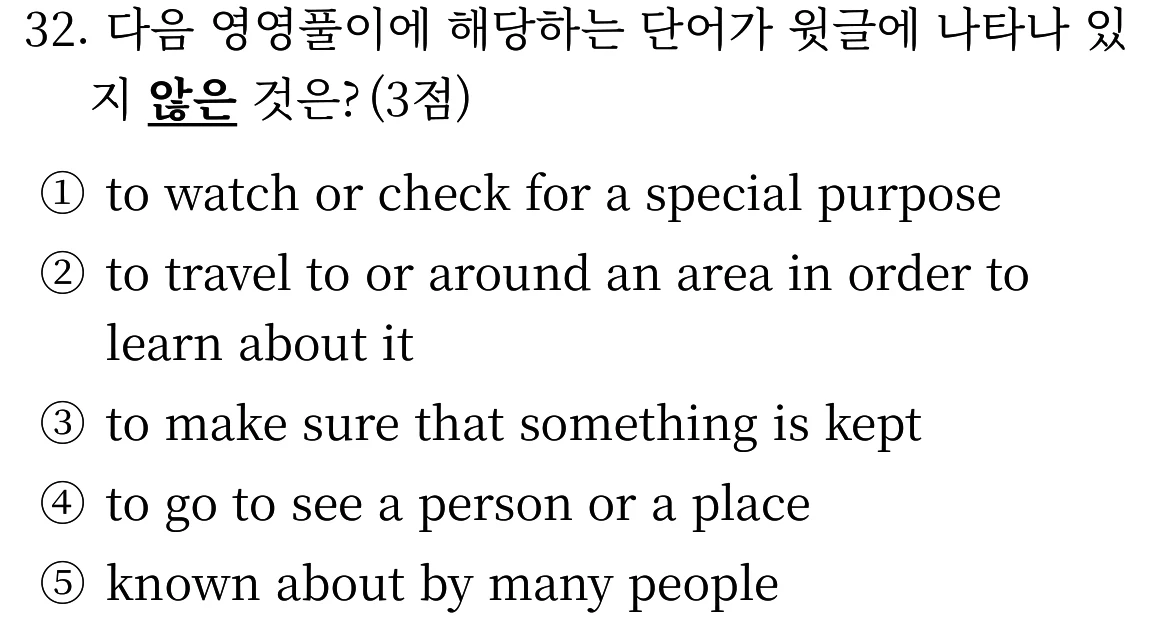 32. 다음 영영풀이에 해당하는 단어가 윗글에 나타나 있
지 않은 것은?(3점)
① to watch or check for a special purpose
② to travel to or around an area in order to
learn about it
③ to make sure that something is kept
④ to go to see a person or a place
⑤ known about by many people